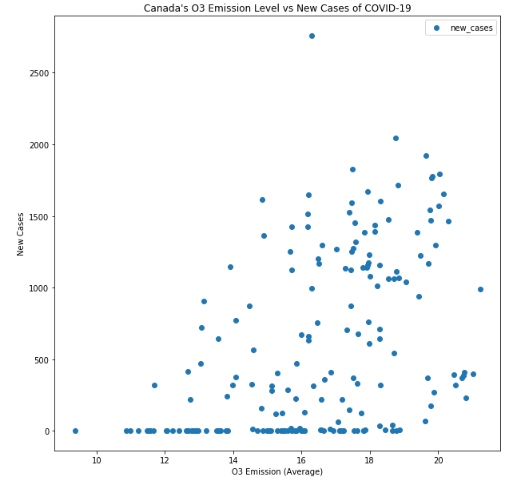 Canada's O3 Emission Level vs New Cases of COVID-19
new_cases
2500
2000
1500
1000
500
0
New Cases
10 12 14 16 18 20
O3 Emission (Average)